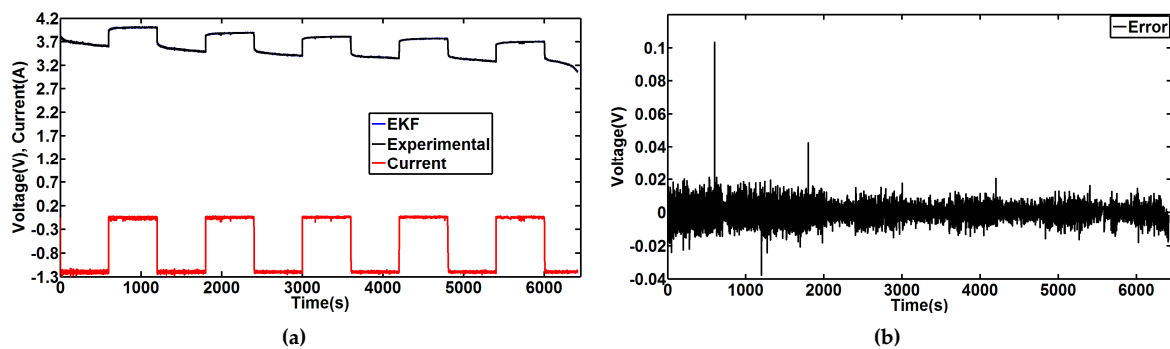 4.2
3.7
3.2
2.7
2.2
1.7
1.2
0.7
0.2
-0.3
-0.8
-1.3
Voltage(V), Current(A)
EKF
Experimental
Current
0 1000 2000 3000 4000 5000 6000
Time(s)
(a)
Error
0.1
0.08
0.06
0.04
0.02
0
-0.02
-0.04
Voltage(V)
0 1000 2000 3000 4000 5000 6000
Time(s)
(b)